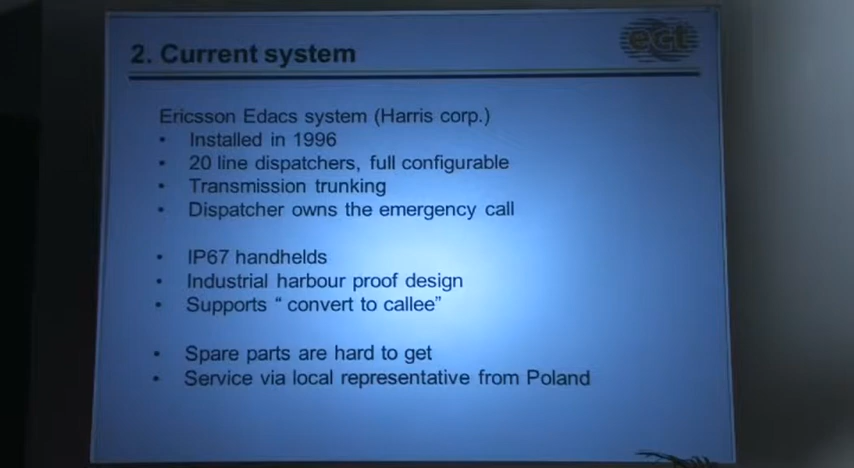 2. Current system
ect
Ericsson Edacs system (Harris corp.)
• Installed in 1996
• 20 line dispatchers, full configurable
• Transmission trunking
• Dispatcher owns the emergency call
• IP67 handhelds
• Industrial harbour proof design
• Supports “ convert to callee”
• Spare parts are hard to get
• Service via local representative from Poland